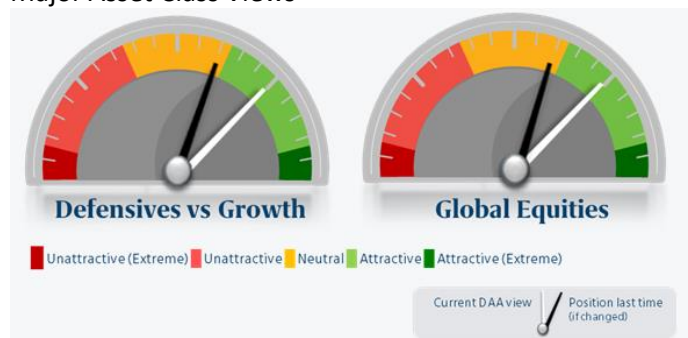 Major Asset Class Views
Defensives vs Growth
Global Equities
Unattractive (Extreme) Unattractive Neutral Attractive Attractive (Extreme)
Current DAA view
Position last time
(if changed)